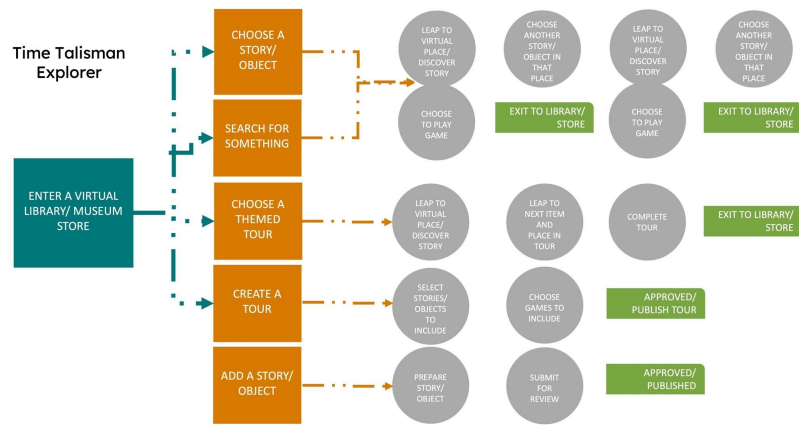 Time Talisman
Explorer
ENTER A VIRTUAL
LIBRARY/ MUSEUM
STORE
CHOOSE A
STORY/
OBJECT
LEAP TO
VIRTUAL
PLACE/
DISCOVER
STORY
CHOOSE
ANOTHER
STORY/
OBJECT IN
THAT
PLACE
LEAP TO
VIRTUAL
PLACE/
DISCOVER
STORY
CHOOSE
ANOTHER
STORY/
OBJECT IN
THAT
PLACE
SEARCH FOR
SOMETHING
CHOOSE
TO PLAY
GAME
EXIT TO LIBRARY/
STORE
CHOOSE
TO PLAY
GAME
EXIT TO LIBRARY/
STORE
CHOOSE A
THEMED
TOUR
LEAP TO
VIRTUAL
PLACE/
DISCOVER
STORY
LEAP TO
NEXT ITEM
AND
PLACE IN
TOUR
COMPLETE
TOUR
EXIT TO LIBRARY/
STORE
CREATE A
TOUR
SELECT
STORIES/
OBJECTS
TO
INCLUDE
CHOOSE
GAMES TO
INCLUDE
APPROVED/
PUBLISH TOUR
ADD A STORY/
OBJECT
PREPARE
STORY/
OBJECT
SUBMIT
FOR
REVIEW
APPROVED/
PUBLISHED